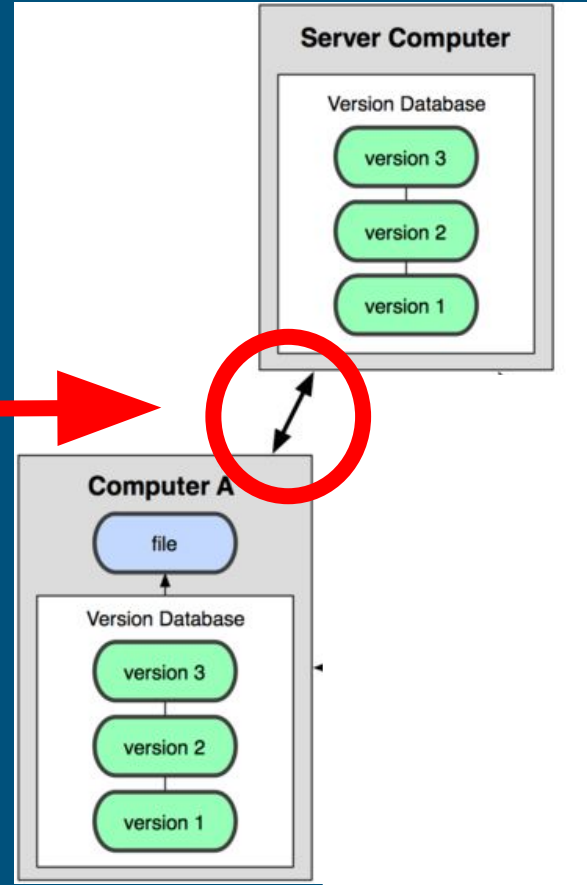 Server Computer
Version Database
version 3
version 2
version 1
Computer A
file
Version Database
version 3
version 2
version 1